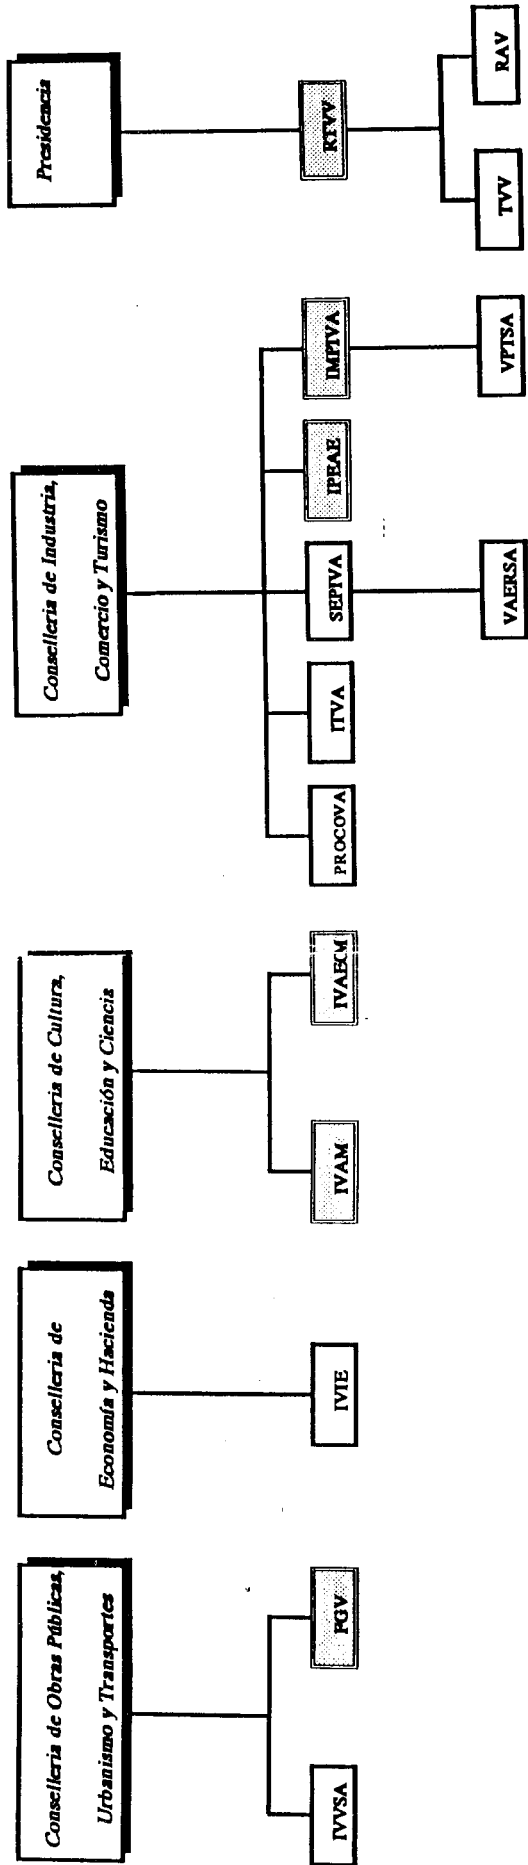 Conselleria de Obras Públicas,
Urbanismo y Transportes
Conselleria de
Economía y Hacienda
Conselleria de Cultura,
Educación y Ciencia
Conselleria de Industria,
Comercio y Turismo
Presidencia
IVVSA
FGV
IVIE
IVAM
IVAECM
PROCOVA
ITVA
SEPIVA
IPEAE
IMPIVA
RTVV
VAERSA
VPTSA
TVV
RAV